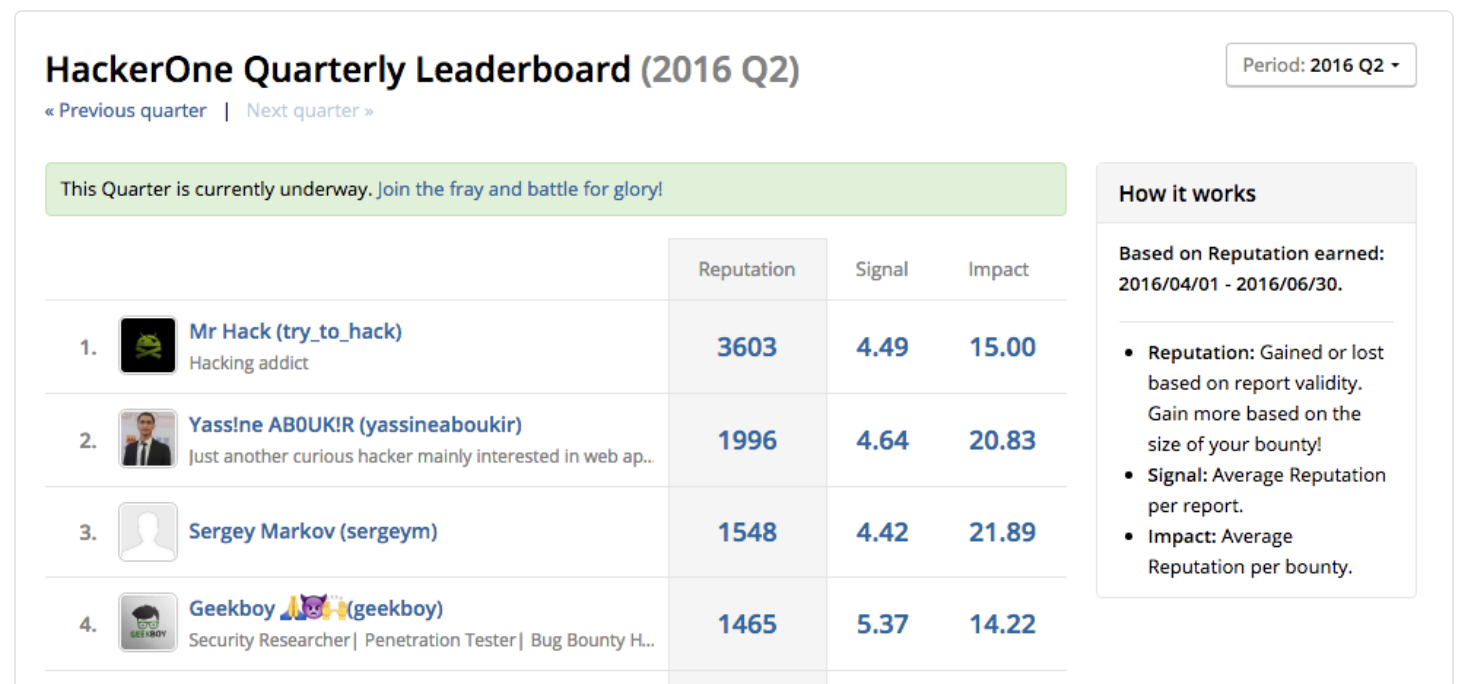 HackerOne Quarterly Leaderboard (2016 Q2)
Period: 2016 Q2
« Previous quarter | Next quarter »
This Quarter is currently underway. Join the fray and battle for glory!
Reputation Signal Impact
1. Mr Hack (try_to_hack) 3603 4.49 15.00
Hacking addict
2. Yass!ne AB0UK!R (yassineaboukir) 1996 4.64 20.83
Just another curious hacker mainly interested in web ap...
3. Sergey Markov (sergeym) 1548 4.42 21.89
4. Geekboy 🙏😈🙌(geekboy) 1465 5.37 14.22
GEEKBOY
Security Researcher| Penetration Tester| Bug Bounty H...
How it works
Based on Reputation earned:
2016/04/01 - 2016/06/30.
• Reputation: Gained or lost
based on report validity.
Gain more based on the
size of your bounty!
• Signal: Average Reputation
per report.
• Impact: Average
Reputation per bounty.